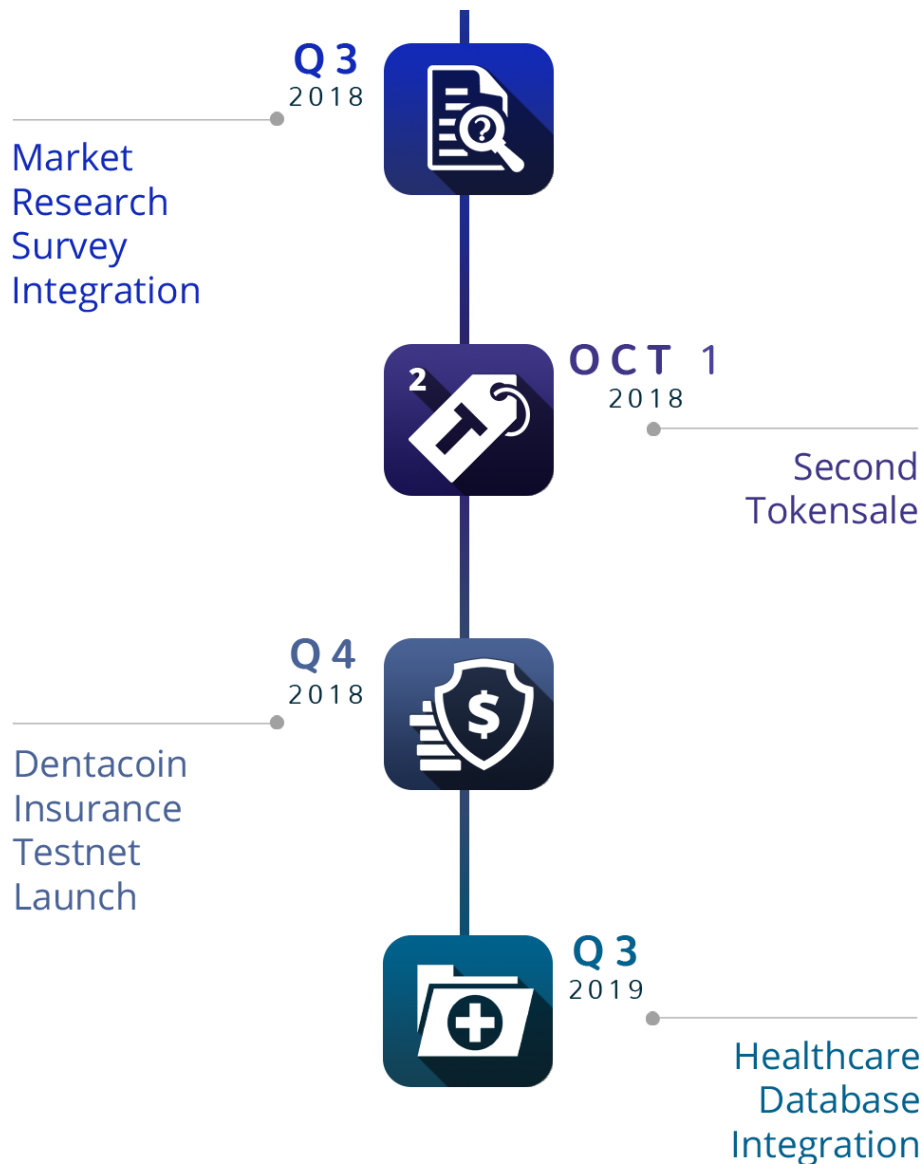 Q 3
2018
Market
Research
Survey
Integration
?
OCT 1
2018
2
T
Second
Tokensale
Q 4
2018
$
Dentacoin
Insurance
Testnet
Launch
Q 3
2019
Healthcare
Database
Integration